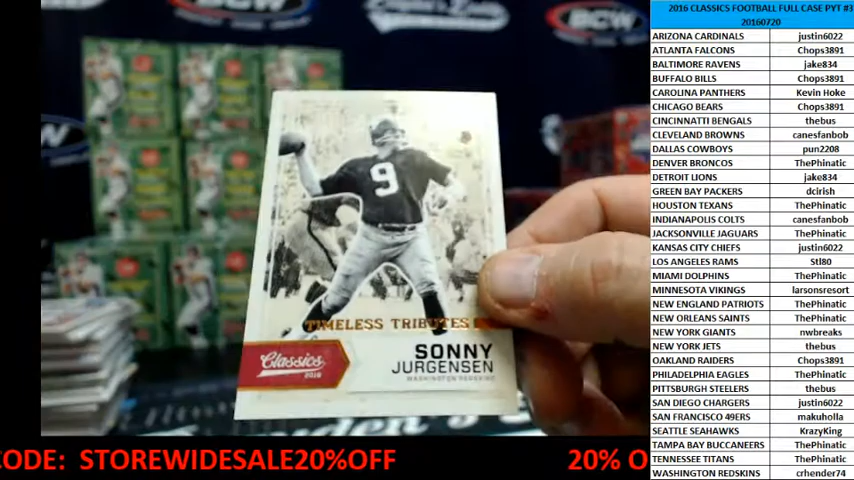 BCW
BCW
9
TIMELESS TRIBUTES
Classics
2016
SONNY
JURGENSEN
WASHINGTON REDSKINS
CODE: STOREWIDESALE20%OFF 20% O
2016 CLASSICS FOOTBALL FULL CASE PYT #3
20160720
ARIZONA CARDINALS justin6022
ATLANTA FALCONS Chops3891
BALTIMORE RAVENS jake834
BUFFALO BILLS Chops3891
CAROLINA PANTHERS Kevin Hoke
CHICAGO BEARS Chops3891
CINCINNATI BENGALS thebus
CLEVELAND BROWNS canesfanbob
DALLAS COWBOYS pun2208
DENVER BRONCOS ThePhinatic
DETROIT LIONS jake834
GREEN BAY PACKERS dcirish
HOUSTON TEXANS ThePhinatic
INDIANAPOLIS COLTS canesfanbob
JACKSONVILLE JAGUARS ThePhinatic
KANSAS CITY CHIEFS justin6022
LOS ANGELES RAMS Stl80
MIAMI DOLPHINS ThePhinatic
MINNESOTA VIKINGS larsonsresort
NEW ENGLAND PATRIOTS ThePhinatic
NEW ORLEANS SAINTS ThePhinatic
NEW YORK GIANTS nwbreaks
NEW YORK JETS thebus
OAKLAND RAIDERS Chops3891
PHILADELPHIA EAGLES ThePhinatic
PITTSBURGH STEELERS thebus
SAN DIEGO CHARGERS justin6022
SAN FRANCISCO 49ERS makuholla
SEATTLE SEAHAWKS KrazyKing
TAMPA BAY BUCCANEERS ThePhinatic
TENNESSEE TITANS ThePhinatic
WASHINGTON REDSKINS crhender74